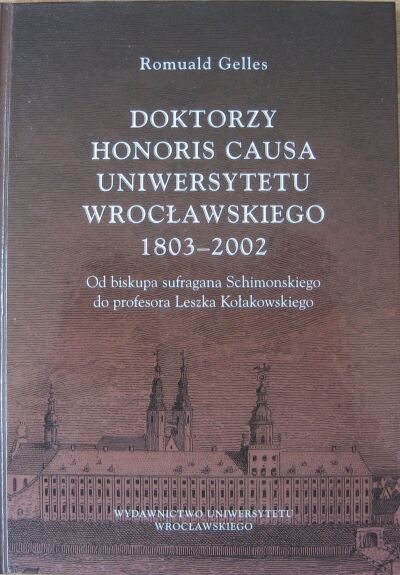 Romuald Gelles
DOKTORZY
HONORIS CAUSA
UNIWERSYTETU
WROCŁAWSKIEGO
1803–2002
Od biskupa sufragana Schimonskiego
do profesora Leszka Kołakowskiego
WYDAWNICTWO UNIWERSYTETU
WROCŁAWSKIEGO